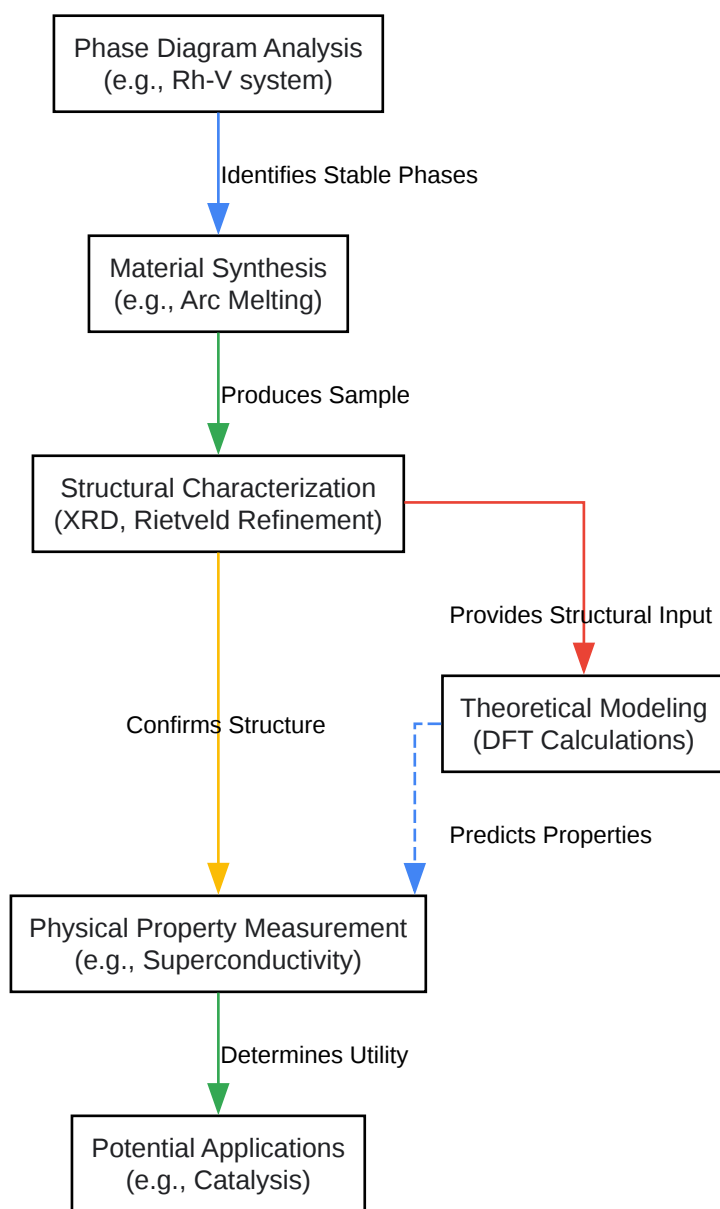 Phase Diagram Analysis
(e.g., Rh-V system)
Identifies Stable Phases
Material Synthesis
(e.g., Arc Melting)
Produces Sample
Structural Characterization
(XRD, Rietveld Refinement)
Provides Structural Input
Theoretical Modeling
(DFT Calculations)
Confirms Structure
Predicts Properties
Physical Property Measurement
(e.g., Superconductivity)
Determines Utility
Potential Applications
(e.g., Catalysis)